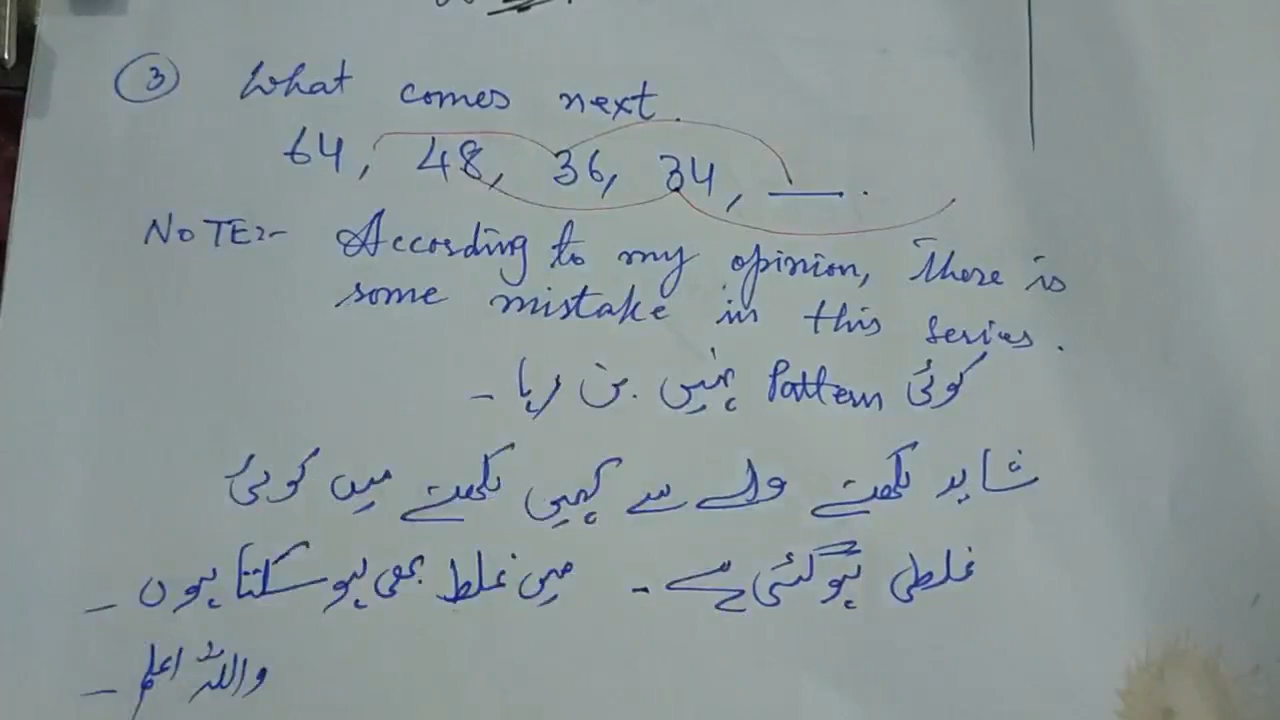 ③ What comes next.
64, 48, 36, 34, ___.
NOTE:- According to my opinion, There is
some mistake in this series.
کوئی Pattern نہیں بن رہا ۔
شاید لکھنے والے سے کہیں لکھنے میں کوئی
غلطی ہو گئی ہے ۔ میں غلط بھی ہو سکتا ہوں ۔
واللہ اعلم ۔